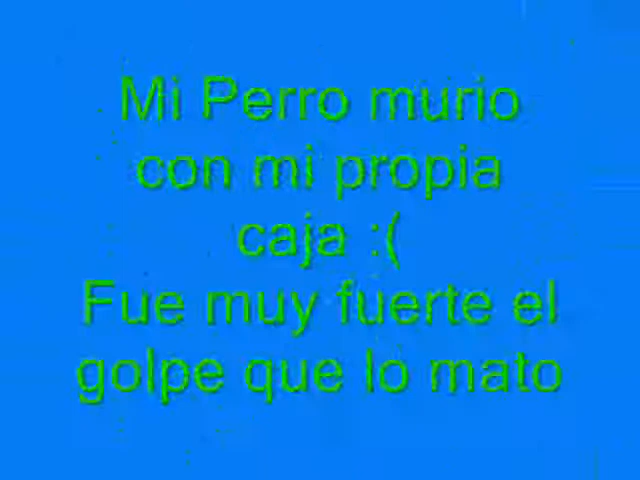 Mi Perro murio
con mi propia
caja :(
Fue muy fuerte el
golpe que lo mato